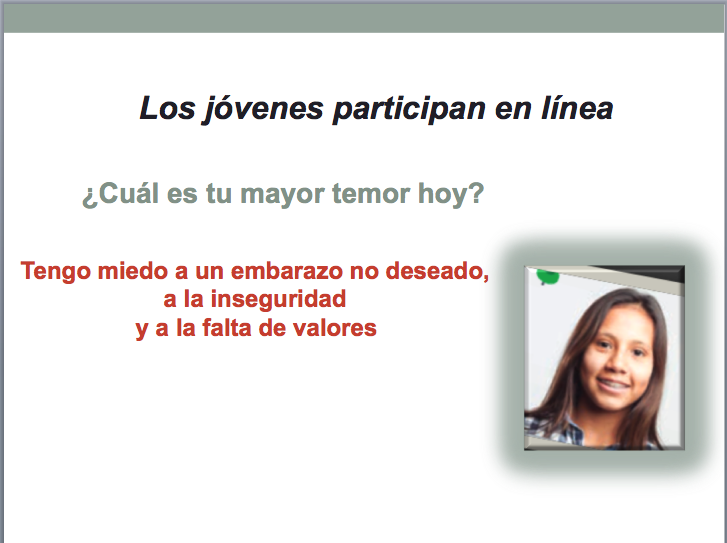 Los jóvenes participan en línea
¿Cuál es tu mayor temor hoy?
Tengo miedo a un embarazo no deseado,
a la inseguridad
y a la falta de valores